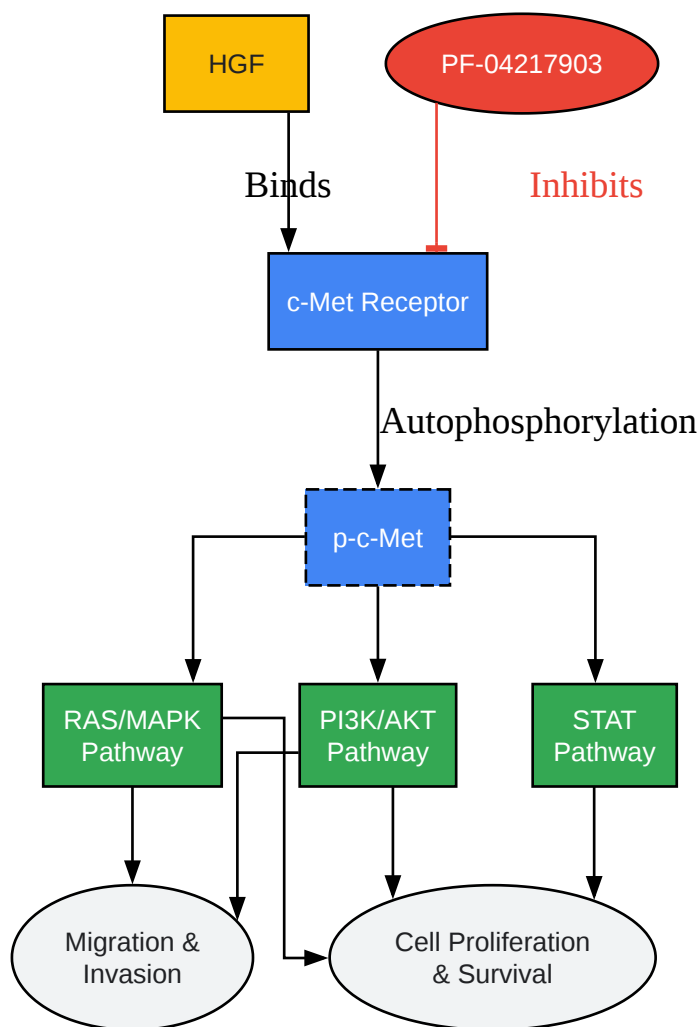 HGF
PF-04217903
Binds
Inhibits
c-Met Receptor
Autophosphorylation
p-c-Met
RAS/MAPK
Pathway
PI3K/AKT
Pathway
STAT
Pathway
Migration &
Invasion
Cell Proliferation
& Survival